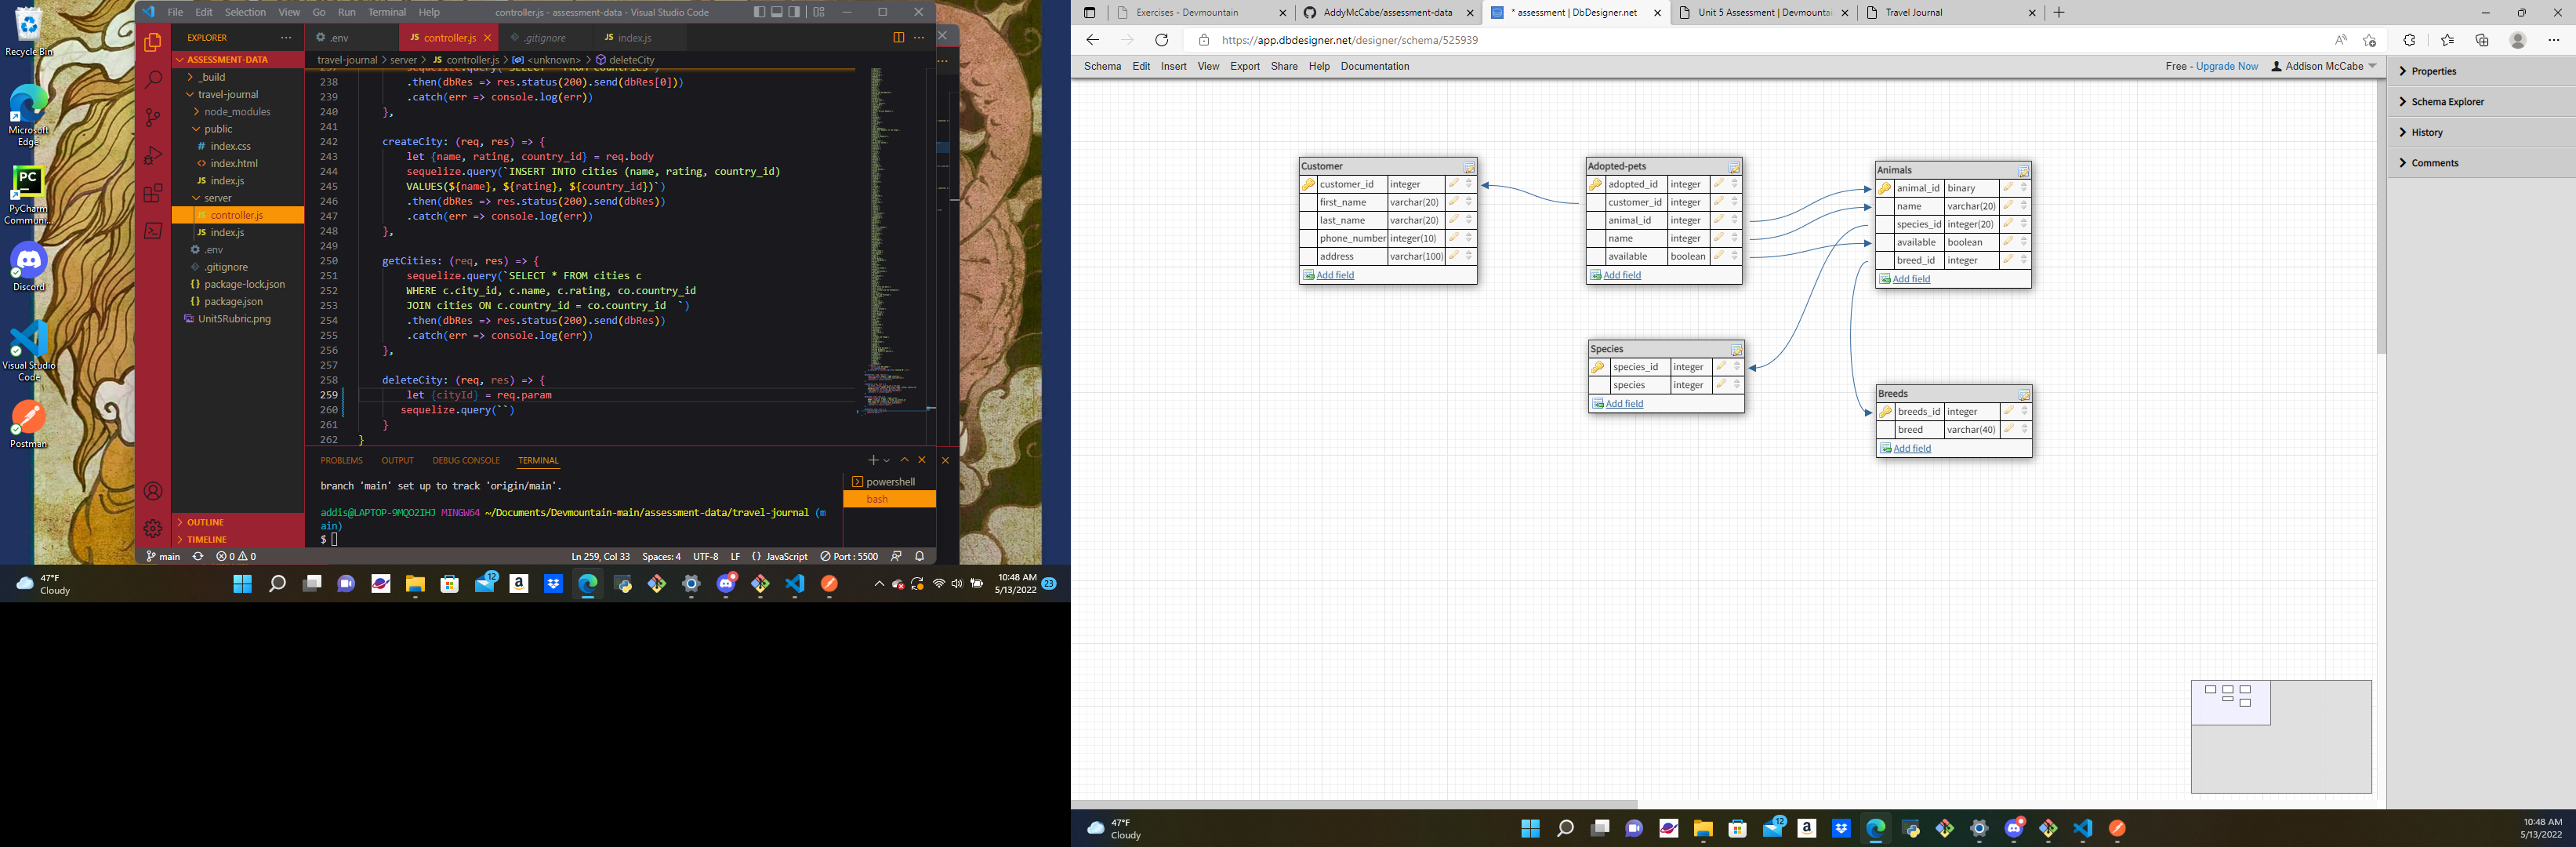 Recycle Bin
Microsoft
Edge
PC
PyCharm
Communi...
Discord
Visual Studio
Code
Postman
File Edit Selection View Go Run Terminal Help
controller.js - assessment-data - Visual Studio Code
EXPLORER
ASSESSMENT-DATA
_build
travel-journal
node_modules
public
# index.css
<> index.html
JS index.js
server
JS controller.js
JS index.js
.env
.gitignore
{} package-lock.json
{} package.json
Unit5Rubric.png
OUTLINE
TIMELINE
.env
JS controller.js
.gitignore
JS index.js
travel-journal > server > JS controller.js > <unknown> > deleteCity
238 .then(dbRes => res.status(200).send(dbRes[0]))
239 .catch(err => console.log(err))
240 },
241
242 createCity: (req, res) => {
243 let {name, rating, country_id} = req.body
244 sequelize.query(`INSERT INTO cities (name, rating, country_id)
245 VALUES(${name}, ${rating}, ${country_id})`)
246 .then(dbRes => res.status(200).send(dbRes))
247 .catch(err => console.log(err))
248 },
249
250 getCities: (req, res) => {
251 sequelize.query(`SELECT * FROM cities c
252 WHERE c.city_id, c.name, c.rating, co.country_id
253 JOIN cities ON c.country_id = co.country_id  `)
254 .then(dbRes => res.status(200).send(dbRes))
255 .catch(err => console.log(err))
256 },
257
258 deleteCity: (req, res) => {
259 let {cityId} = req.param
260 sequelize.query(``)
261 }
262 }
PROBLEMS OUTPUT DEBUG CONSOLE TERMINAL
branch 'main' set up to track 'origin/main'.
addis@LAPTOP-9MQO2IHJ MINGW64 ~/Documents/Devmountain-main/assessment-data/travel-journal (m
ain)
$
powershell
bash
main 0 0 Ln 259, Col 33 Spaces: 4 UTF-8 LF {} JavaScript Port : 5500
47°F
Cloudy
12
10:48 AM
5/13/2022
23
Exercises - Devmountain
AddyMcCabe/assessment-data
* assessment | DbDesigner.net
Unit 5 Assessment | Devmountai
Travel Journal
https://app.dbdesigner.net/designer/schema/525939
Schema Edit Insert View Export Share Help Documentation
Free - Upgrade Now Addison McCabe
Properties
Schema Explorer
History
Comments
Customer
customer_id integer
first_name varchar(20)
last_name varchar(20)
phone_number integer(10)
address varchar(100)
Add field
Adopted-pets
adopted_id integer
customer_id integer
animal_id integer
name integer
available boolean
Add field
Animals
animal_id binary
name varchar(20)
species_id integer(20)
available boolean
breed_id integer
Add field
Species
species_id integer
species integer
Add field
Breeds
breeds_id integer
breed varchar(40)
Add field
47°F
Cloudy
12
10:48 AM
5/13/2022